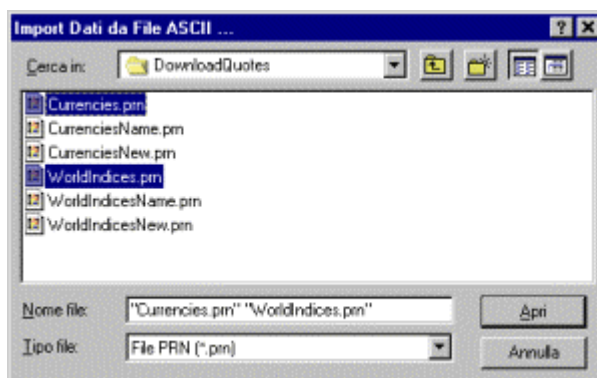 Import Dati da File ASCII ...
Cerca in: DownloadQuotes
Currencies.prn
CurrenciesName.prn
CurrenciesNew.prn
WorldIndices.prn
WorldIndicesName.prn
WorldIndicesNew.prn
Nome file: "Currencies.prn" "WorldIndices.prn" Apri
Tipo file: File PRN (*.prn) Annulla